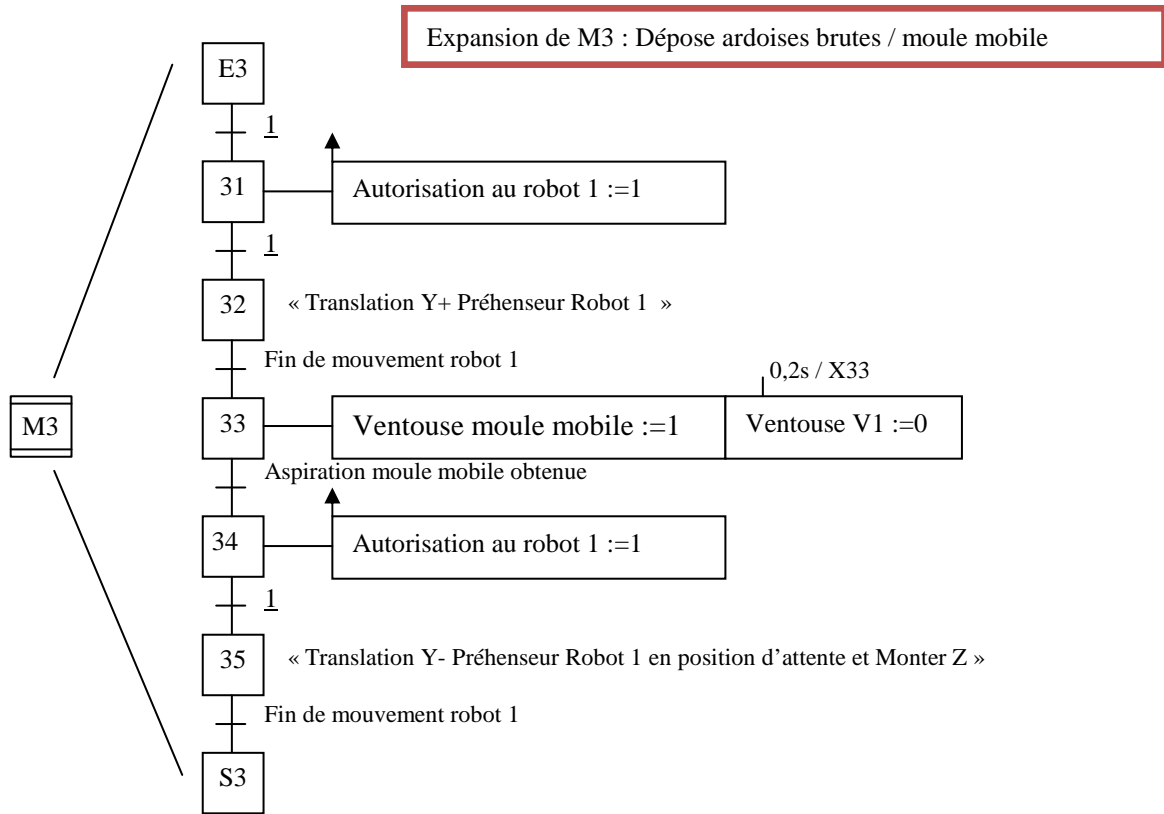 Expansion de M3 : Dépose ardoises brutes / moule mobile
E3
1
31
Autorisation au robot 1 :=1
1
32
« Translation Y+ Préhenseur Robot 1  »
Fin de mouvement robot 1
0,2s / X33
M3
33
Ventouse moule mobile :=1
Ventouse V1 :=0
Aspiration moule mobile obtenue
34
Autorisation au robot 1 :=1
1
35
« Translation Y- Préhenseur Robot 1 en position d’attente et Monter Z »
Fin de mouvement robot 1
S3